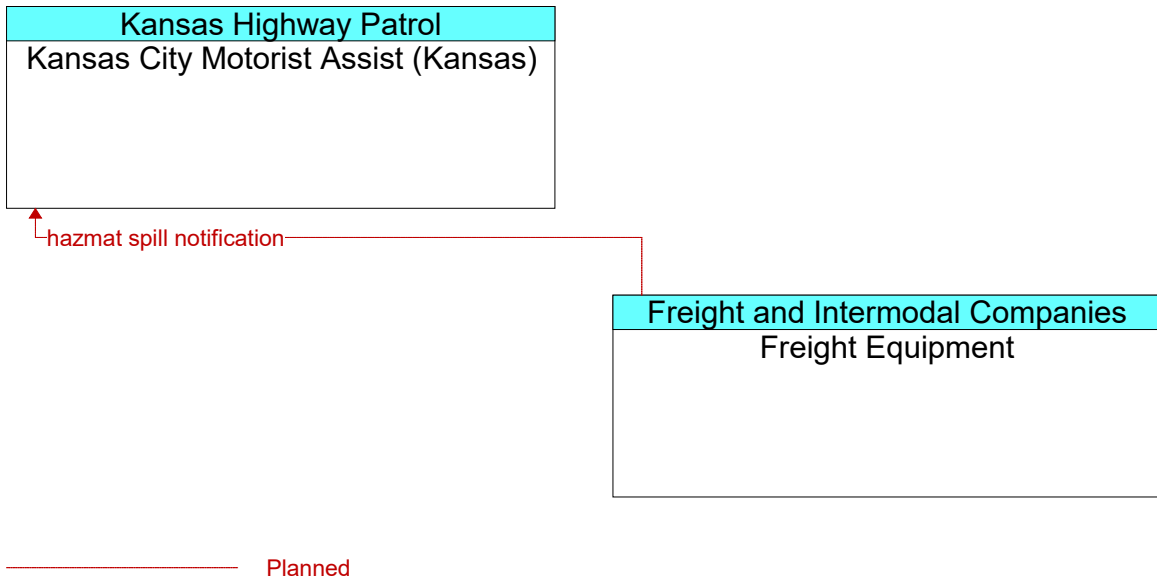 Kansas Highway Patrol
Kansas City Motorist Assist (Kansas)
hazmat spill notification
Freight and Intermodal Companies
Freight Equipment
Planned